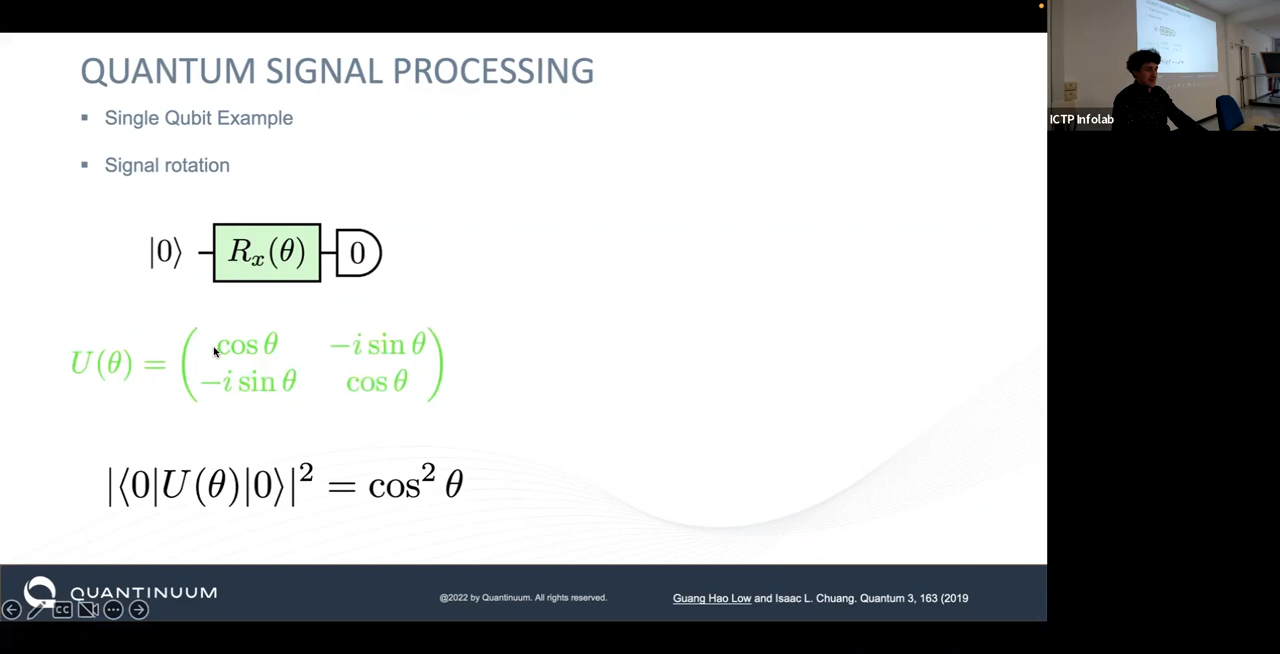 QUANTUM SIGNAL PROCESSING
▪ Single Qubit Example
▪ Signal rotation
|0⟩ R_x(θ) 0
U(θ) = ( cos θ −i sin θ
−i sin θ cos θ )
|⟨0|U(θ)|0⟩|² = cos² θ
QUANTINUUM
@2022 by Quantinuum. All rights reserved.
Guang Hao Low and Isaac L. Chuang. Quantum 3, 163 (2019
CC
ICTP Infolab